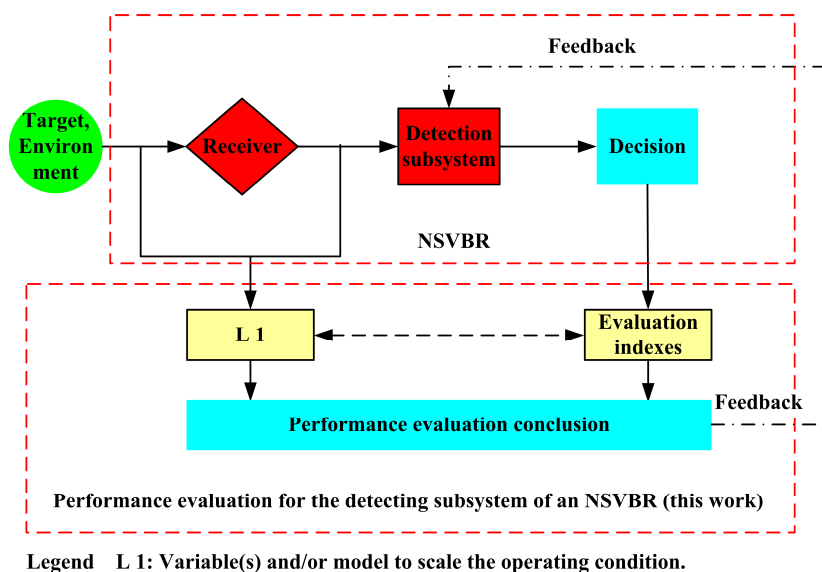 Feedback
Target,
Environ
ment
Receiver
Detection
subsystem
Decision
NSVBR
L 1
Evaluation
indexes
Feedback
Performance evaluation conclusion
Performance evaluation for the detecting subsystem of an NSVBR (this work)
Legend L 1: Variable(s) and/or model to scale the operating condition.